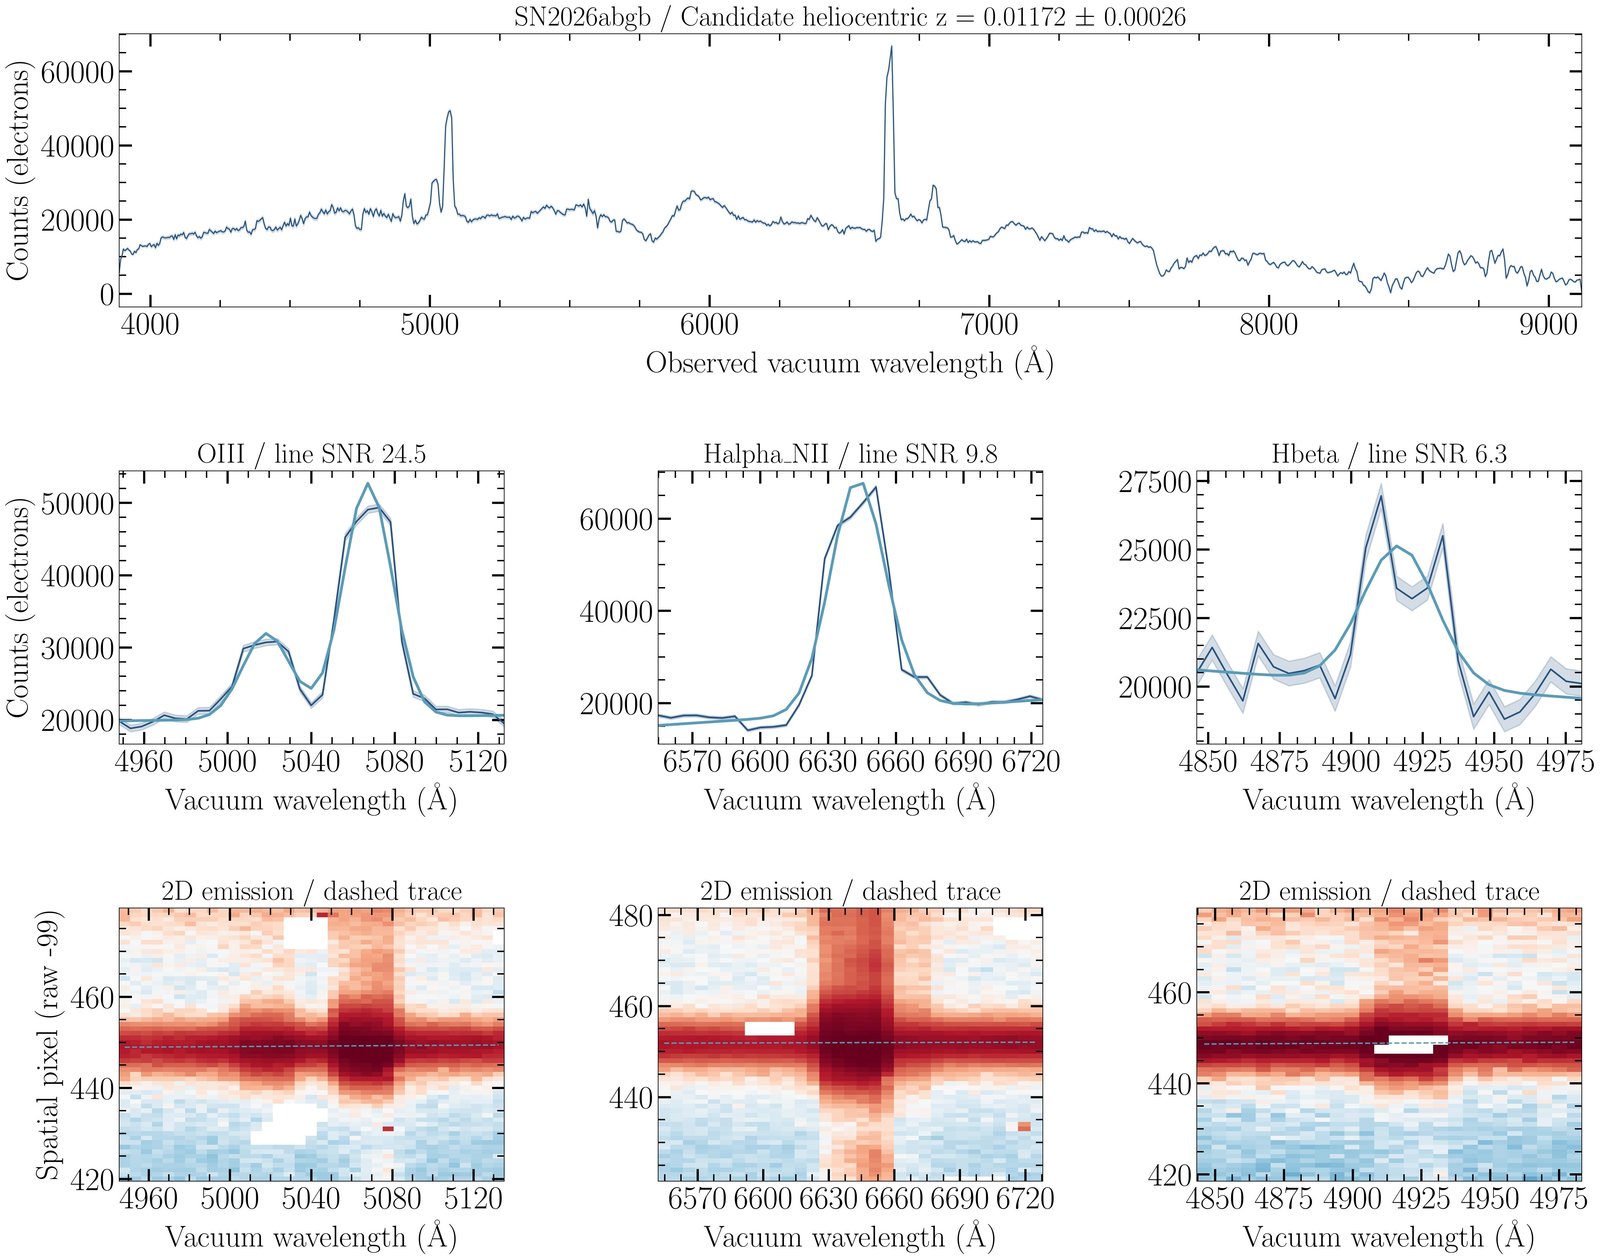 SN2026abgb / Candidate heliocentric z = 0.01172 ± 0.00026
Counts (electrons)
60000
40000
20000
0
4000 5000 6000 7000 8000 9000
Observed vacuum wavelength (Å)
OIII / line SNR 24.5
Counts (electrons)
50000
40000
30000
20000
4960 5000 5040 5080 5120
Vacuum wavelength (Å)
Halpha_NII / line SNR 9.8
60000
40000
20000
6570 6600 6630 6660 6690 6720
Vacuum wavelength (Å)
Hbeta / line SNR 6.3
27500
25000
22500
20000
4850 4875 4900 4925 4950 4975
Vacuum wavelength (Å)
2D emission / dashed trace
Spatial pixel (raw -99)
460
440
420
4960 5000 5040 5080 5120
Vacuum wavelength (Å)
2D emission / dashed trace
480
460
440
6570 6600 6630 6660 6690 6720
Vacuum wavelength (Å)
2D emission / dashed trace
460
440
420
4850 4875 4900 4925 4950 4975
Vacuum wavelength (Å)